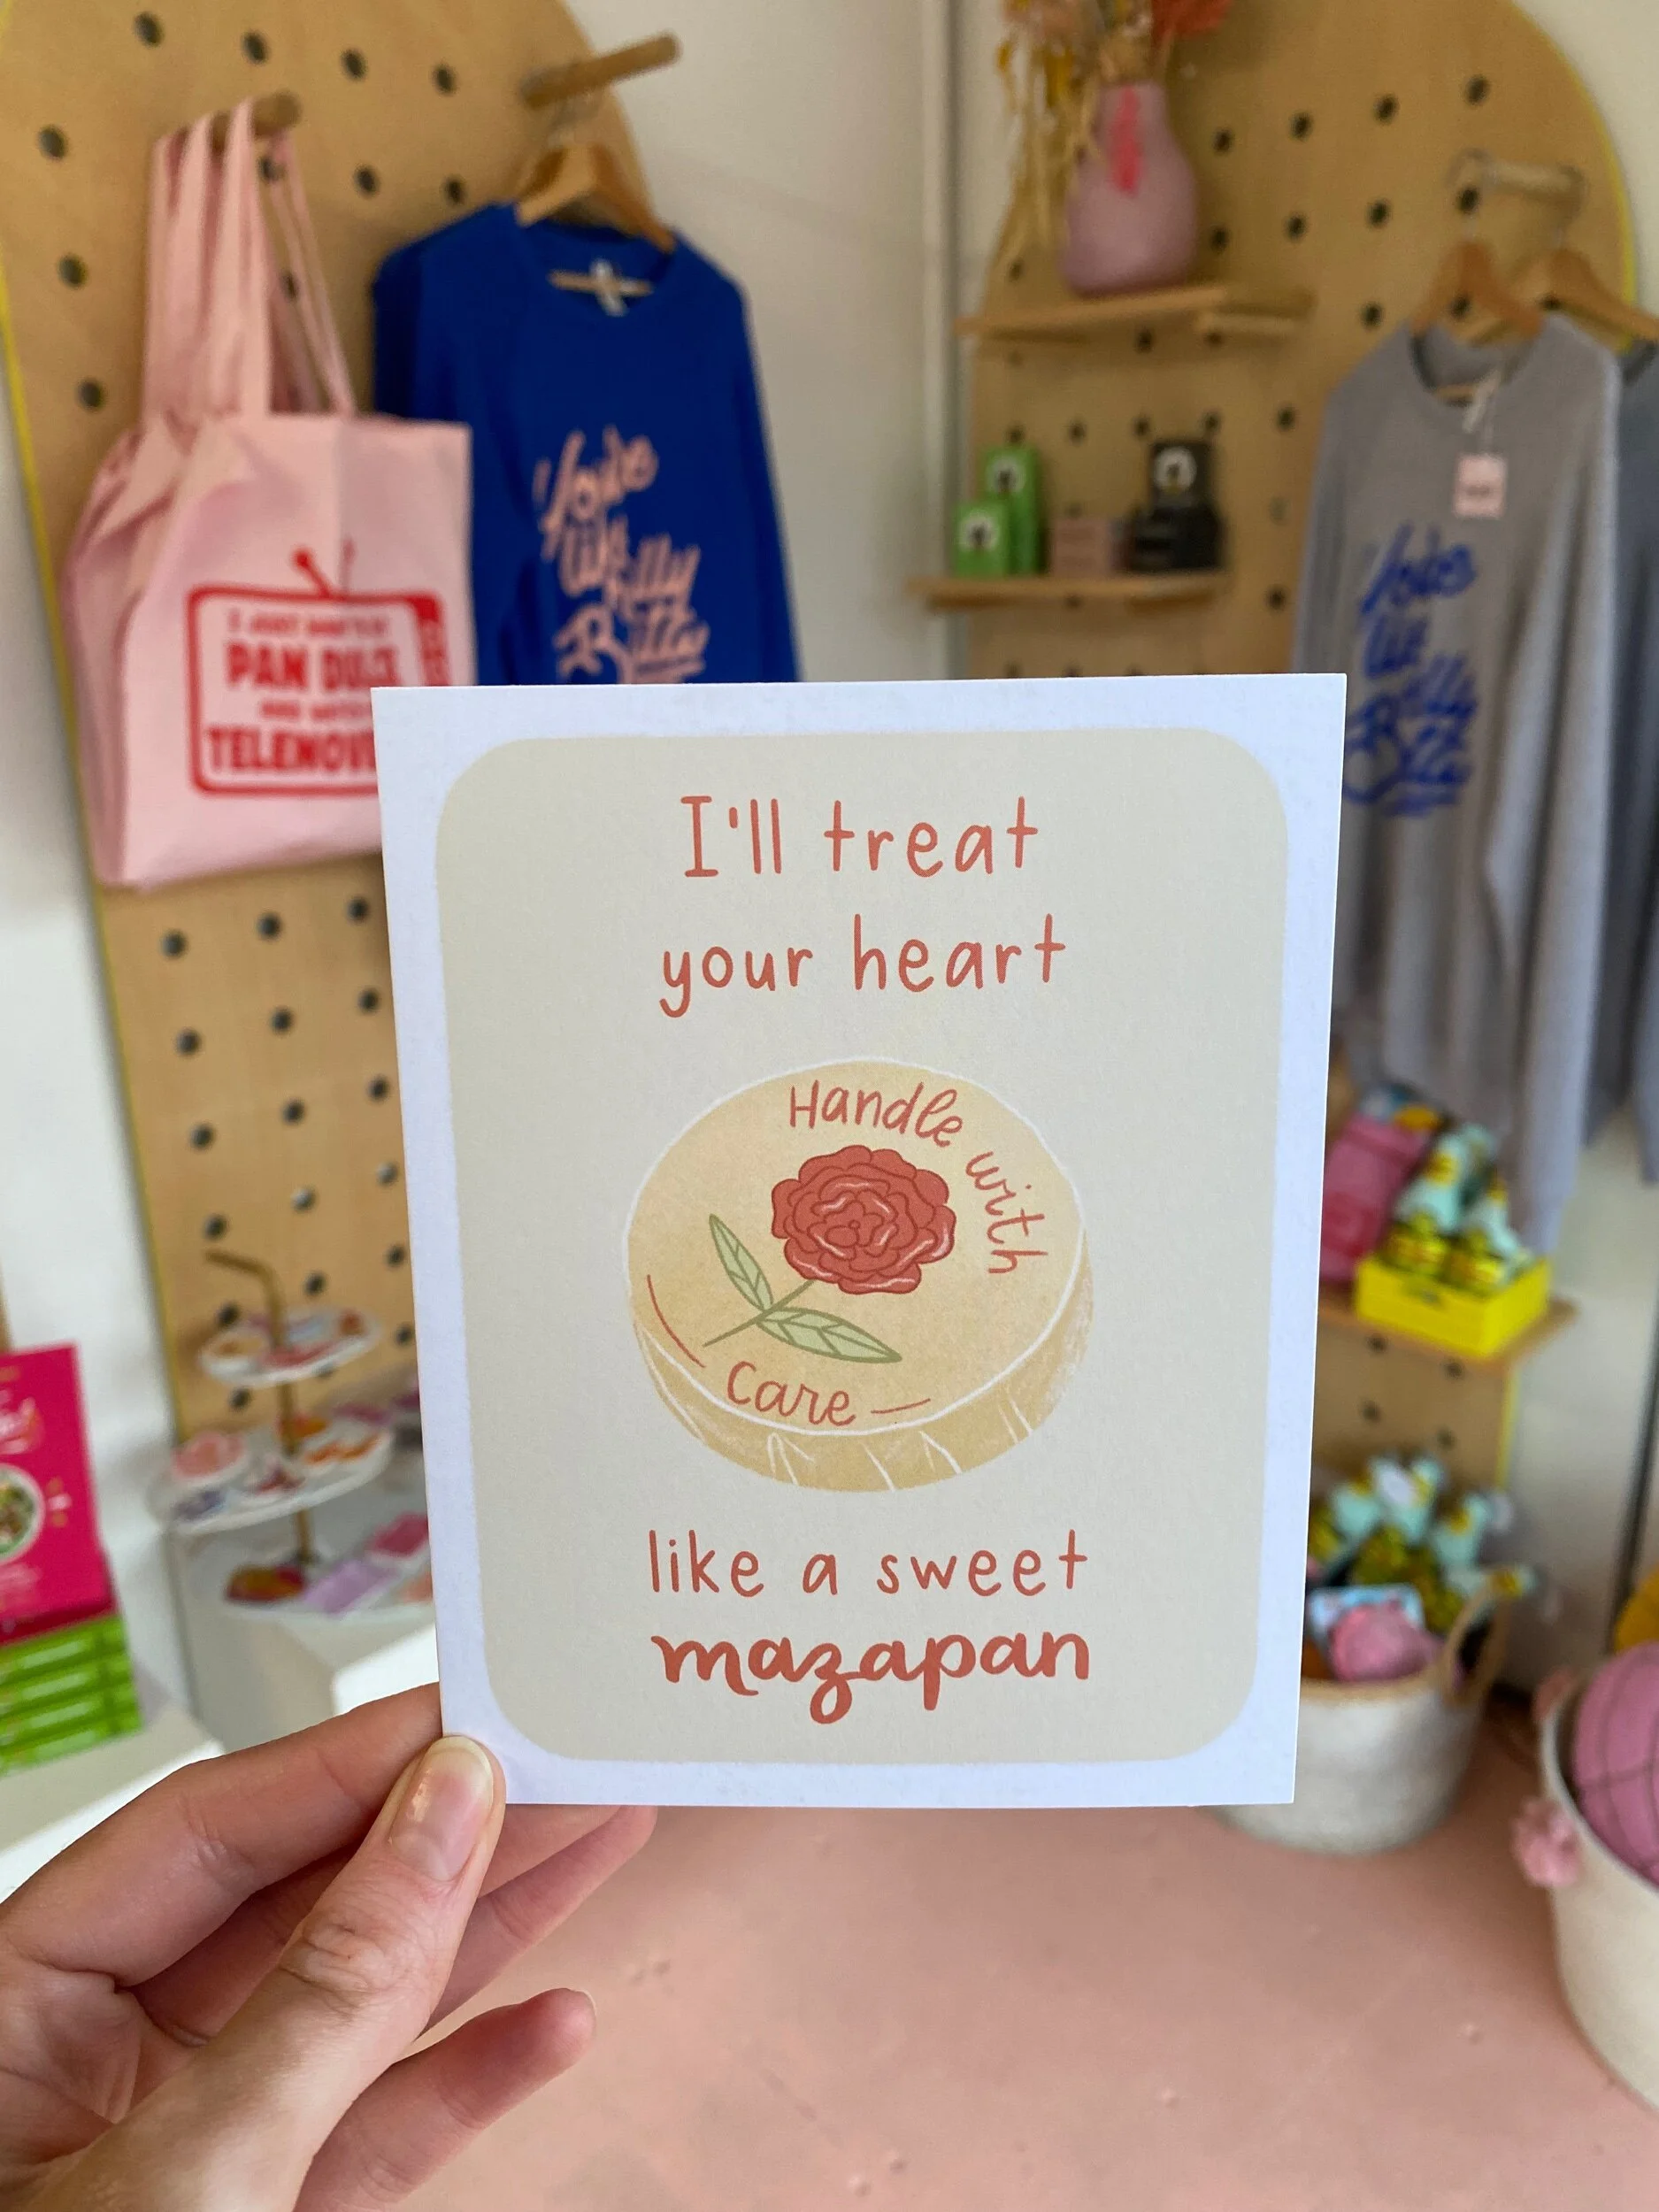 I'll treat
your heart
Handle with
Care
like a sweet
mazapan
PAN DULCE
TELENOV